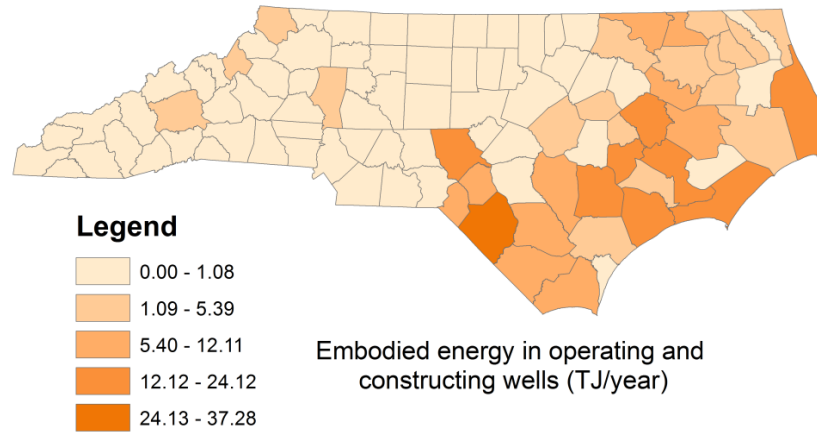 Legend
0.00 - 1.08
1.09 - 5.39
5.40 - 12.11
12.12 - 24.12
24.13 - 37.28
Embodied energy in operating and
constructing wells (TJ/year)